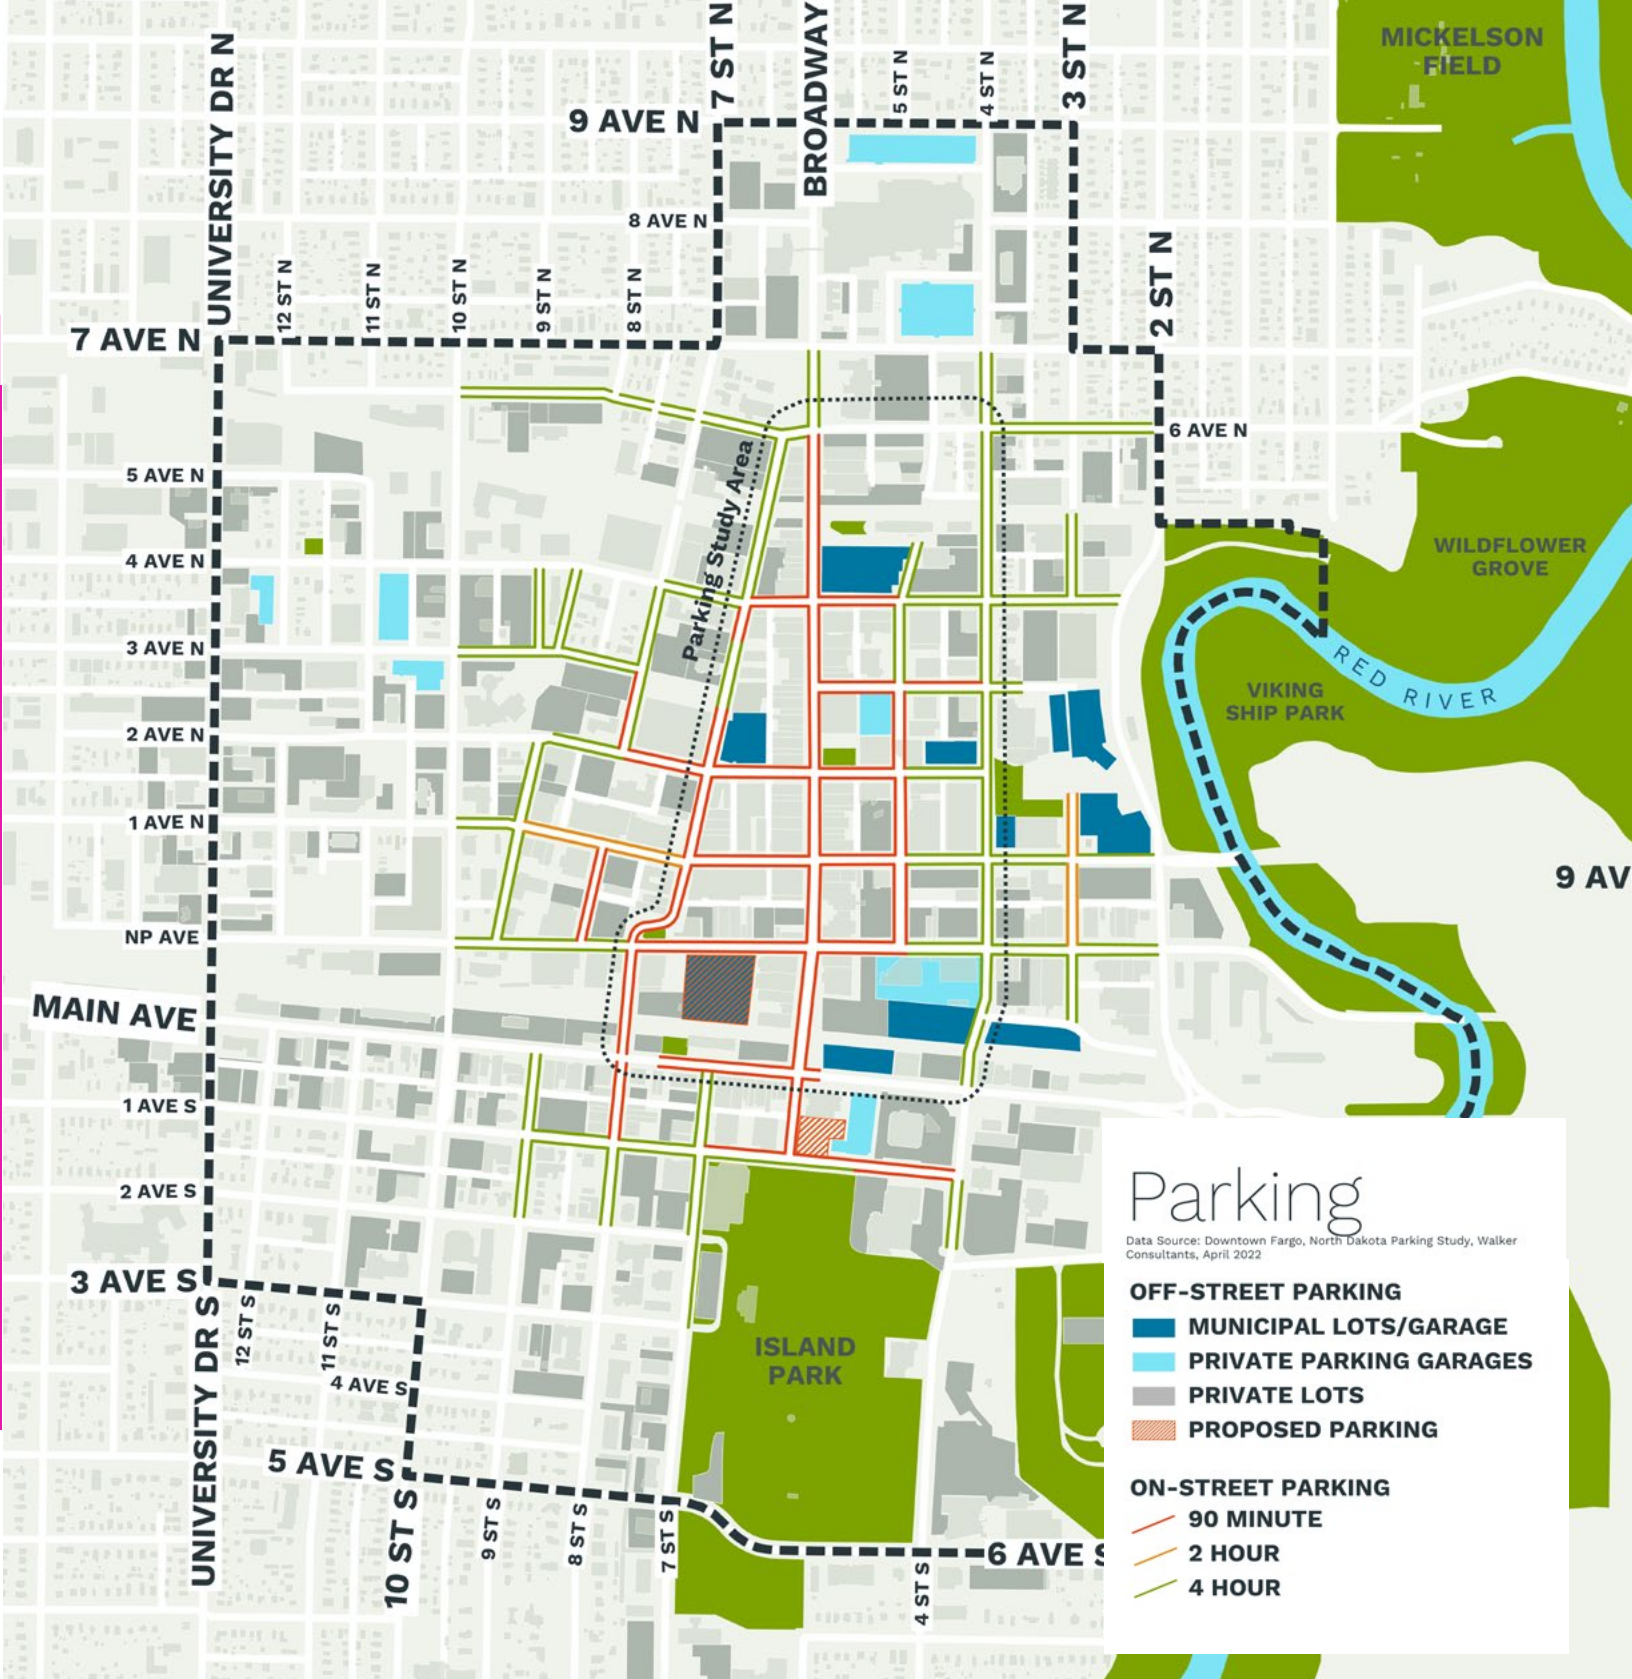 MICKELSON
FIELD
UNIVERSITY DR N
7 ST N
BROADWAY
5 ST N
4 ST N
3 ST N
9 AVE N
8 AVE N
2 ST N
12 ST N
11 ST N
10 ST N
9 ST N
8 ST N
7 AVE N
6 AVE N
Parking Study Area
5 AVE N
WILDFLOWER
GROVE
4 AVE N
3 AVE N
RED RIVER
VIKING
SHIP PARK
2 AVE N
1 AVE N
9 AV
NP AVE
MAIN AVE
1 AVE S
2 AVE S
3 AVE S
UNIVERSITY DR S
12 ST S
11 ST S
4 AVE S
ISLAND
PARK
5 AVE S
10 ST S
9 ST S
8 ST S
7 ST S
4 ST S
6 AVE S
Parking
Data Source: Downtown Fargo, North Dakota Parking Study, Walker
Consultants, April 2022
OFF-STREET PARKING
MUNICIPAL LOTS/GARAGE
PRIVATE PARKING GARAGES
PRIVATE LOTS
PROPOSED PARKING
ON-STREET PARKING
90 MINUTE
2 HOUR
4 HOUR